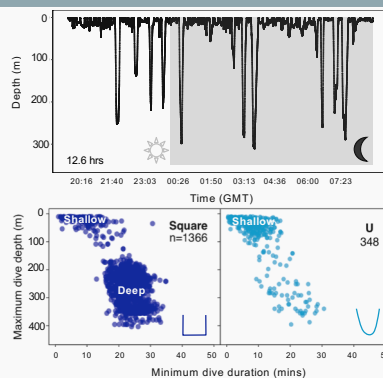 0
100
200
300
Depth (m)
12.6 hrs
20:16 21:40 23:03 00:26 01:50 03:13 04:36 06:00 07:23
Time (GMT)
0
100
200
300
400
Maximum dive depth (m)
Shallow
Square
n=1366
Deep
Shallow
U
348
0 10 20 30 40 50
0 10 20 30 40
Minimum dive duration (mins)